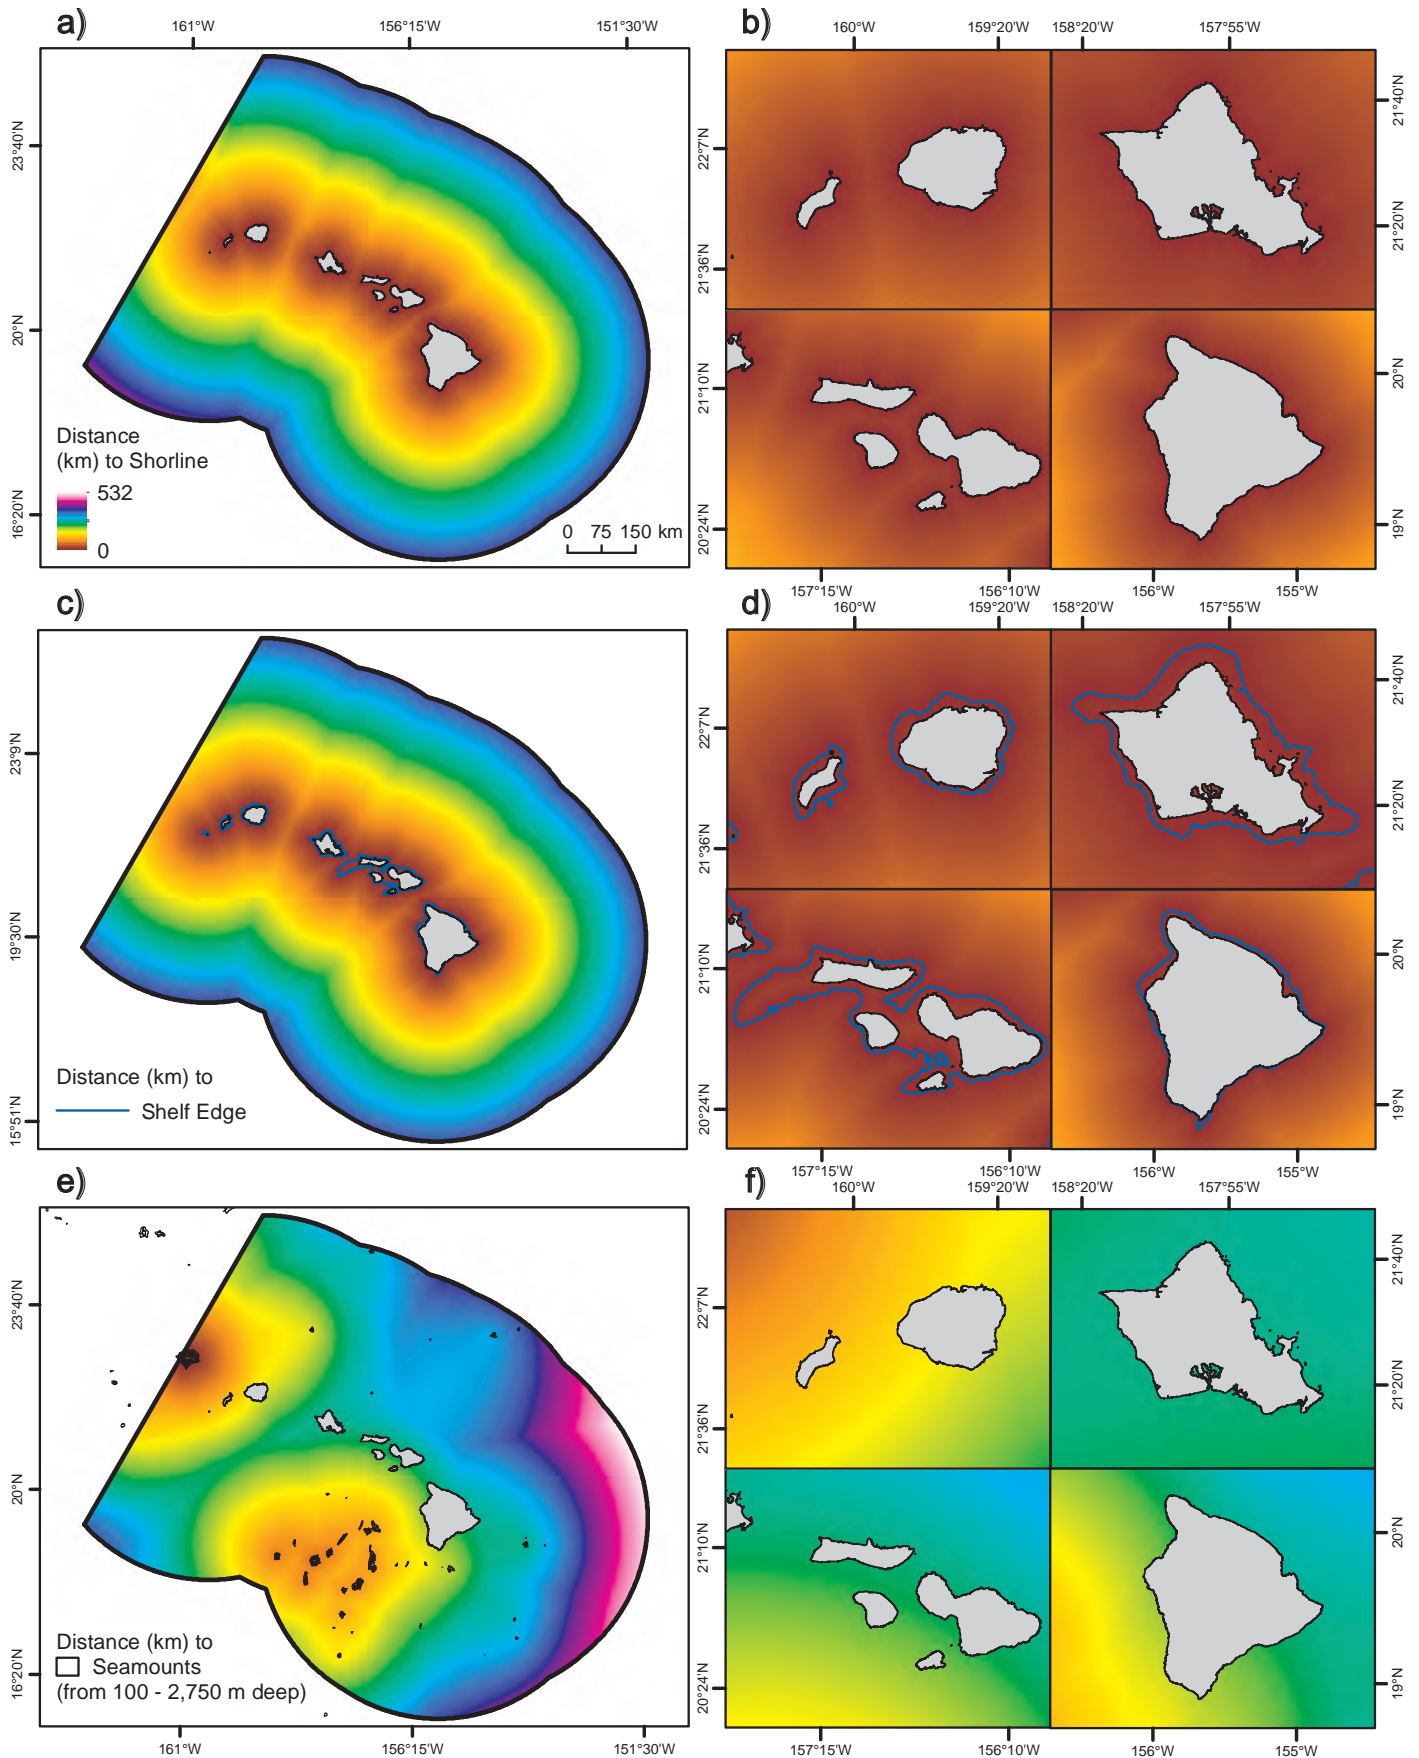 a)
161°W 156°15'W 151°30'W
23°40'N
20°N
16°20'N
Distance
(km) to Shorline
532
0
0 75 150 km
b)
160°W 159°20'W 158°20'W 157°55'W
22°7'N
21°36'N
21°40'N
21°20'N
21°10'N
20°24'N
20°N
19°N
157°15'W 156°10'W 156°W 155°W
c)
23°9'N
19°30'N
15°51'N
Distance (km) to
Shelf Edge
d)
160°W 159°20'W 158°20'W 157°55'W
22°7'N
21°36'N
21°40'N
21°20'N
21°10'N
20°24'N
20°N
19°N
157°15'W 156°10'W 156°W 155°W
e)
23°40'N
20°N
16°20'N
Distance (km) to
Seamounts
(from 100 - 2,750 m deep)
161°W 156°15'W 151°30'W
f)
160°W 159°20'W 158°20'W 157°55'W
22°7'N
21°36'N
21°40'N
21°20'N
21°10'N
20°24'N
20°N
19°N
157°15'W 156°10'W 156°W 155°W